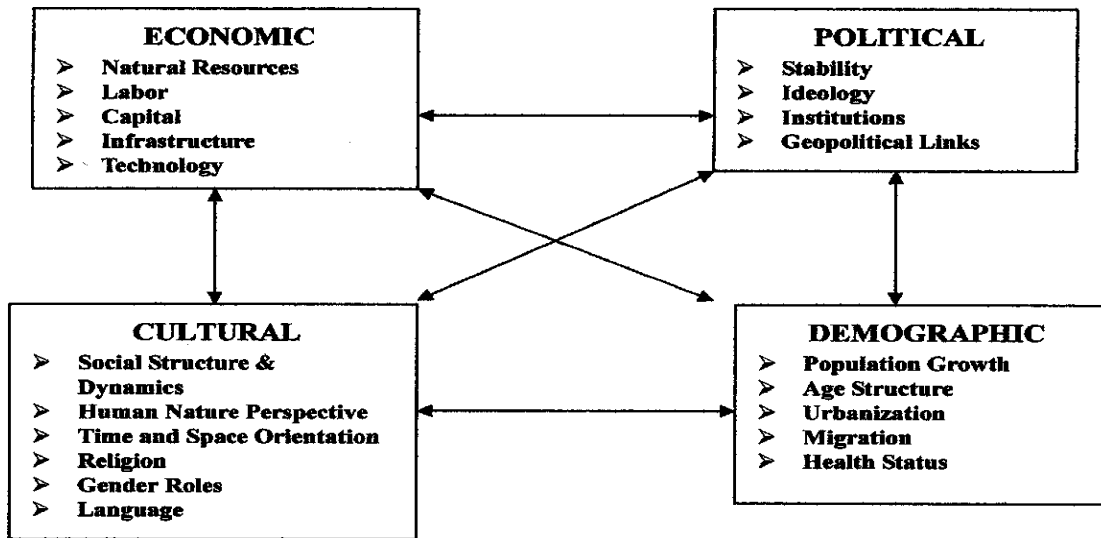 ECONOMIC
➢ Natural Resources
➢ Labor
➢ Capital
➢ Infrastructure
➢ Technology
POLITICAL
➢ Stability
➢ Ideology
➢ Institutions
➢ Geopolitical Links
CULTURAL
➢ Social Structure &
Dynamics
➢ Human Nature Perspective
➢ Time and Space Orientation
➢ Religion
➢ Gender Roles
➢ Language
DEMOGRAPHIC
➢ Population Growth
➢ Age Structure
➢ Urbanization
➢ Migration
➢ Health Status